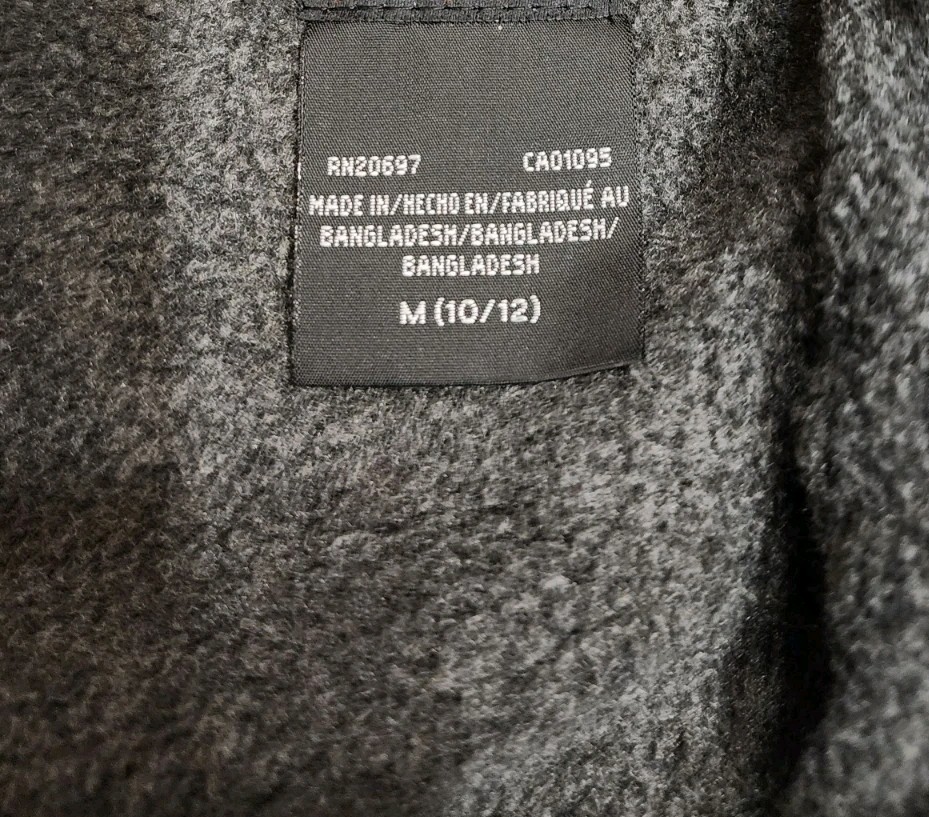 RN20697 CA01095
MADE IN/HECHO EN/FABRIQUÉ AU
BANGLADESH/BANGLADESH/
BANGLADESH
M (10/12)